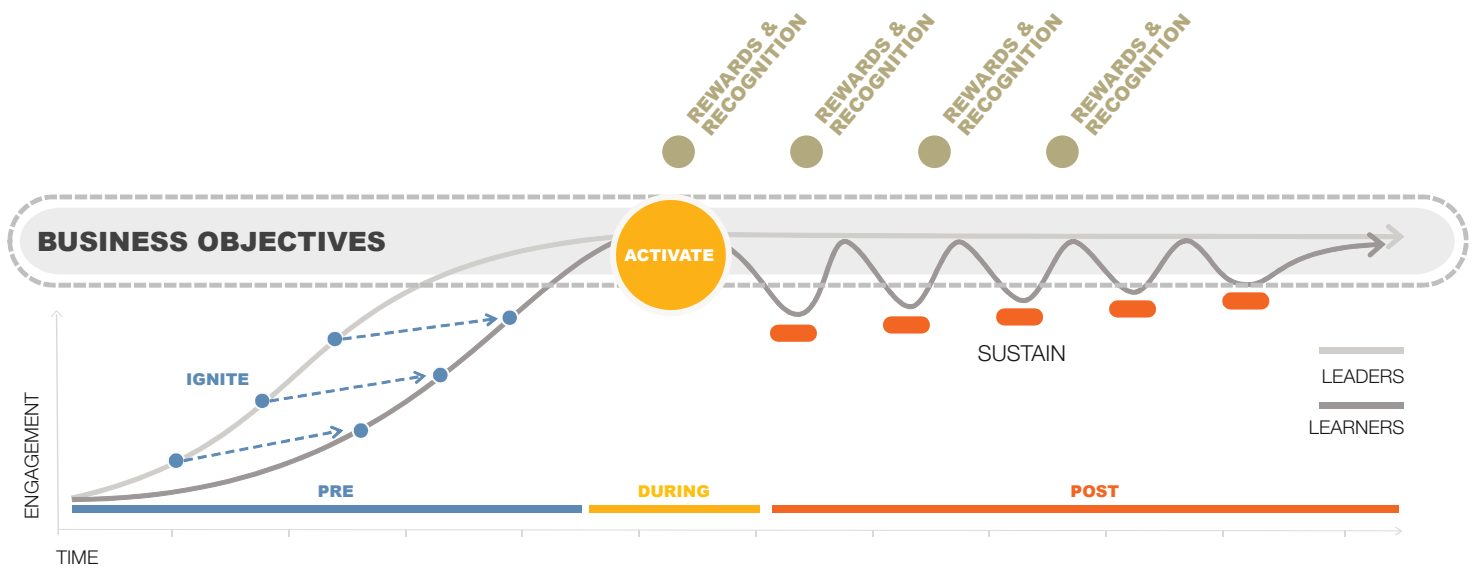 REWARDS &
RECOGNITION
REWARDS &
RECOGNITION
REWARDS &
RECOGNITION
REWARDS &
RECOGNITION
BUSINESS OBJECTIVES
ACTIVATE
IGNITE
SUSTAIN
LEADERS
LEARNERS
ENGAGEMENT
PRE
DURING
POST
TIME